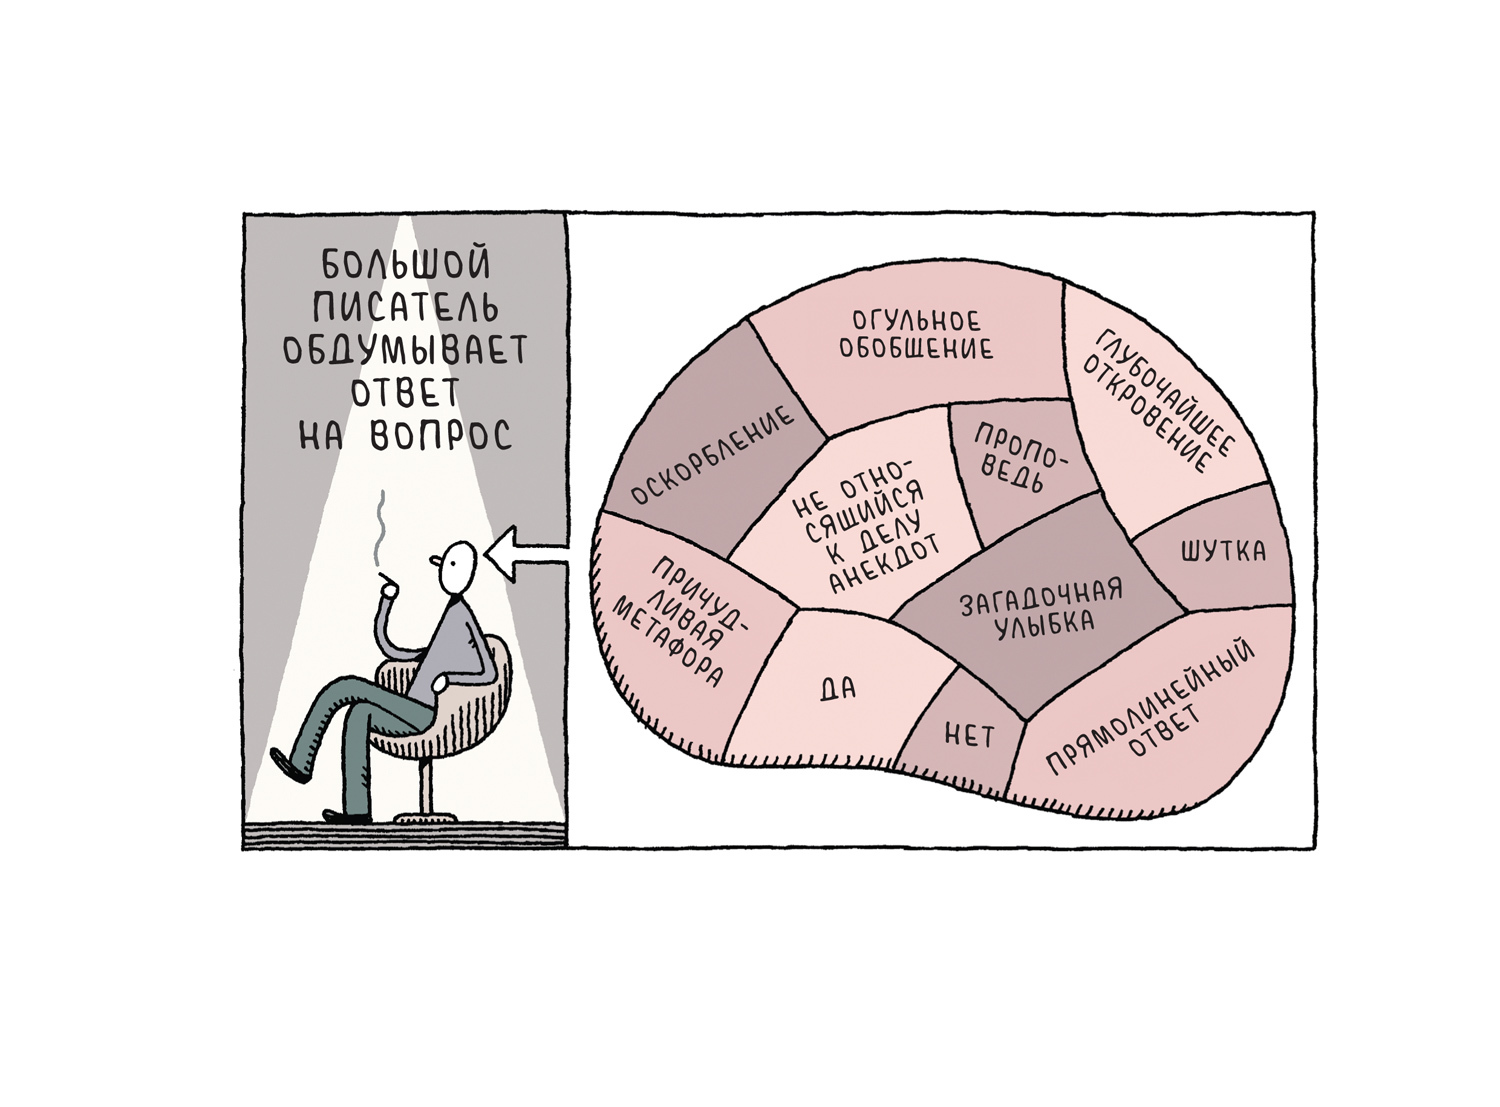 БОЛЬШОЙ
ПИСАТЕЛЬ
ОБДУМЫВАЕТ
ОТВЕТ
НА ВОПРОС
ОГУЛЬНОЕ
ОБОБЩЕНИЕ
ГЛУБОЧАЙШЕЕ
ОТКРОВЕНИЕ
ОСКОРБЛЕНИЕ
ПРОПО-
ВЕДЬ
НЕ ОТНО-
СЯЩИЙСЯ
К ДЕЛУ
АНЕКДОТ
ШУТКА
ПРИЧУД-
ЛИВАЯ
МЕТАФОРА
ЗАГАДОЧНАЯ
УЛЫБКА
ДА
НЕТ
ПРЯМОЛИНЕЙНЫЙ
ОТВЕТ